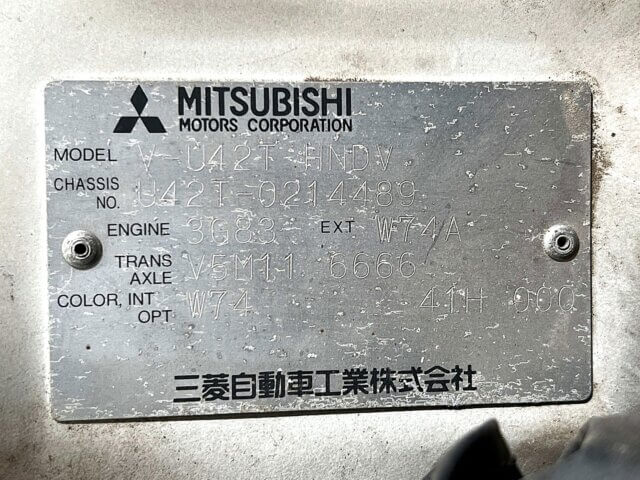 MITSUBISHI
MOTORS CORPORATION
MODEL V-U42T HNDV
CHASSIS NO. U42T-0214489
ENGINE 3G83 EXT W74A
TRANS AXLE V5M11 6666
COLOR, INT OPT W74 41H 00Q
三菱自動車工業株式会社